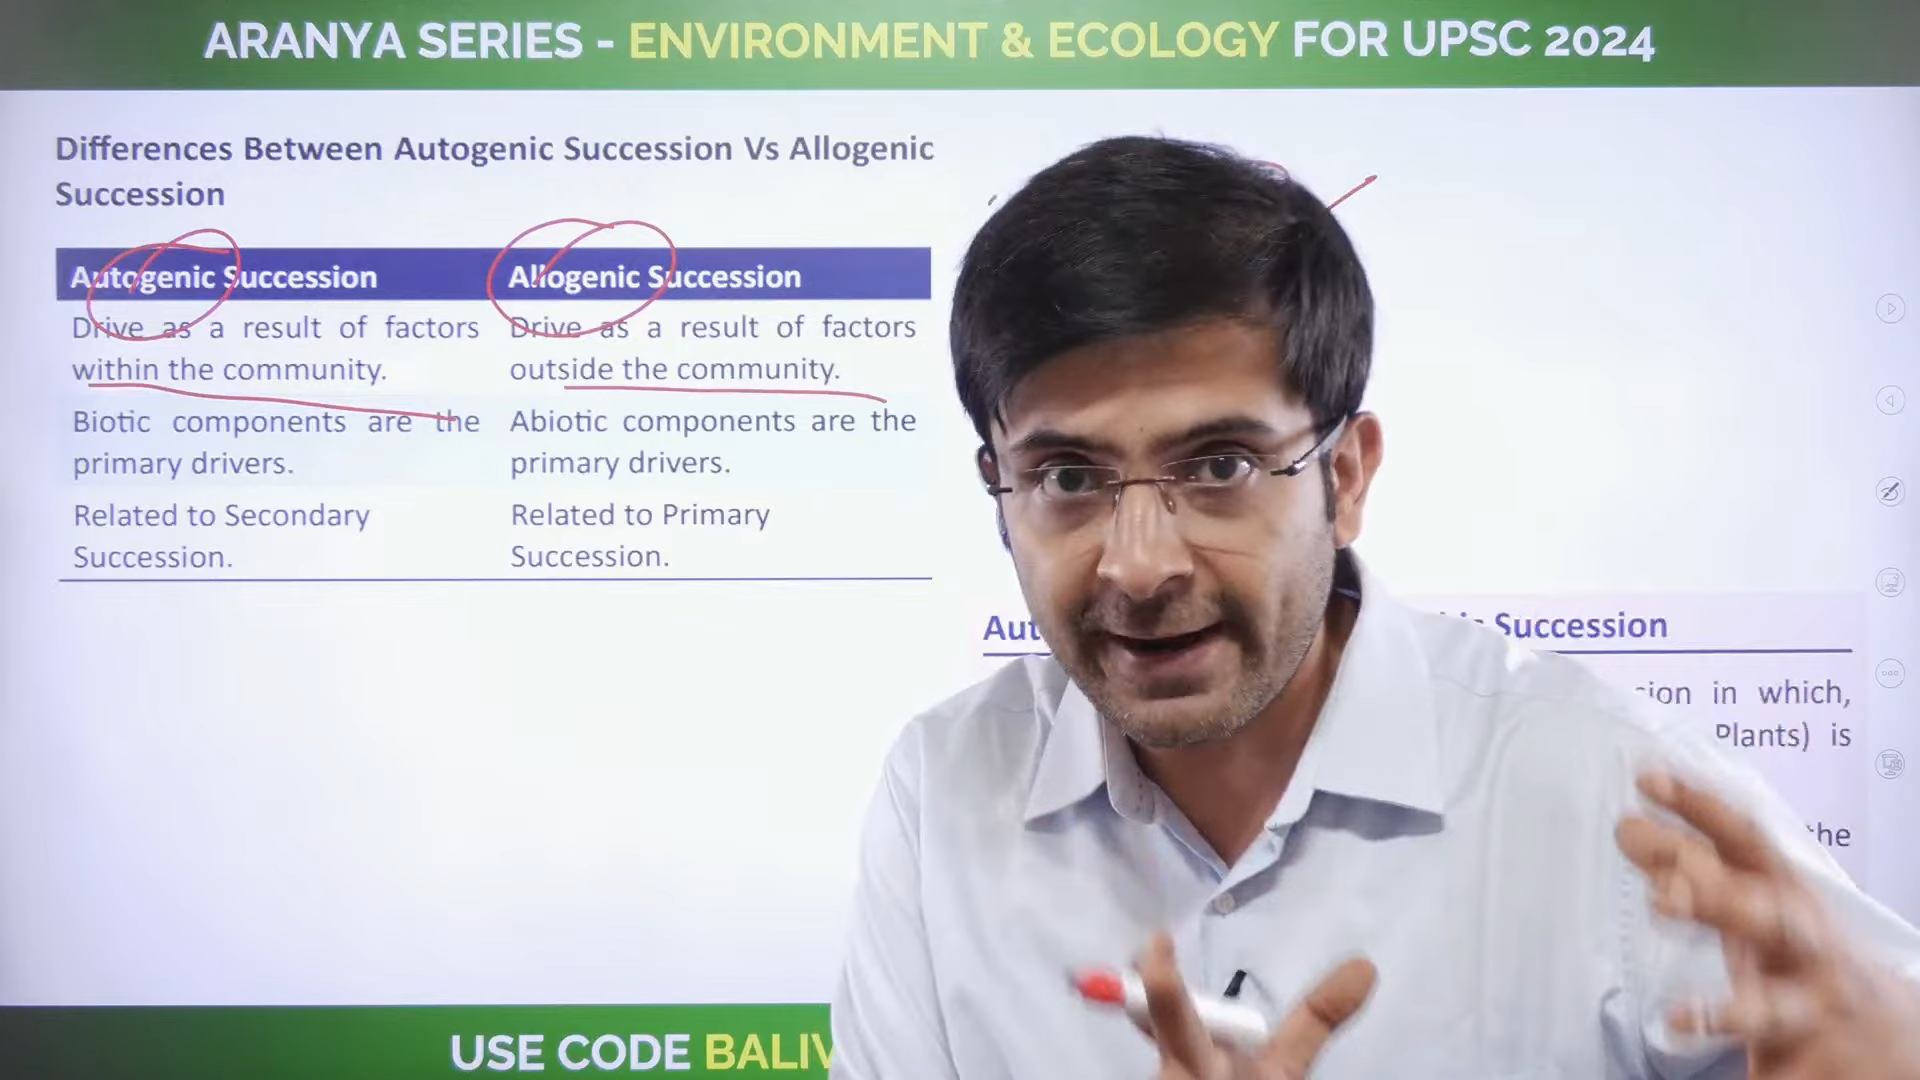 ARANYA SERIES - ENVIRONMENT & ECOLOGY FOR UPSC 2024
Differences Between Autogenic Succession Vs Allogenic
Succession
Autogenic Succession Allogenic Succession
Drive as a result of factors Drive as a result of factors
within the community. outside the community.
Biotic components are the Abiotic components are the
primary drivers. primary drivers.
Related to Secondary Related to Primary
Succession. Succession.
Succession
in which,
Plants) is
USE CODE